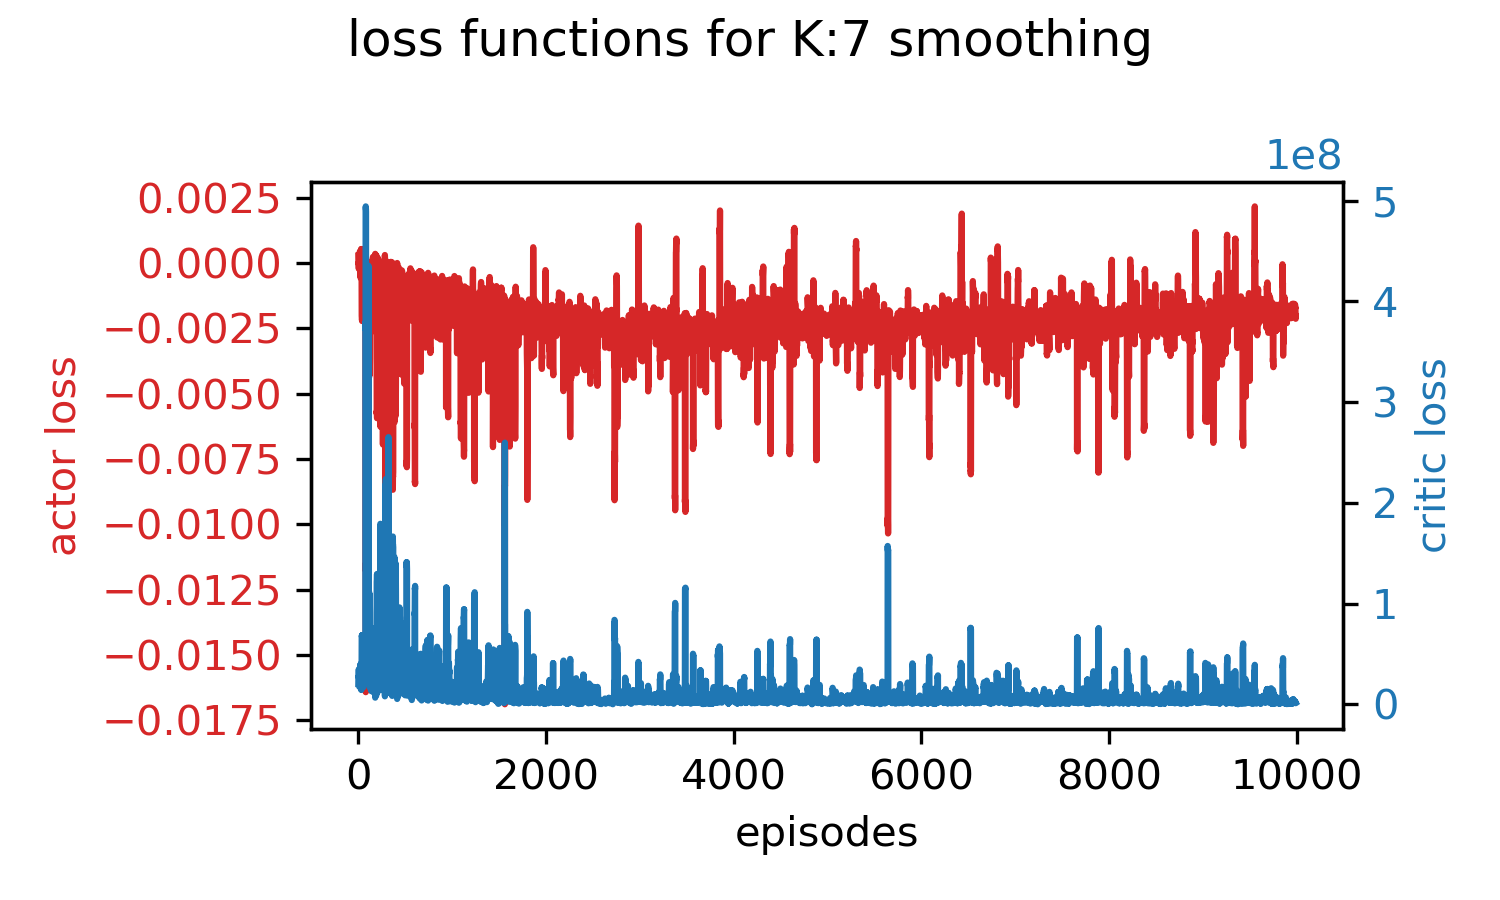 loss functions for K:7 smoothing
1e8
0.0025
0.0000
−0.0025
−0.0050
−0.0075
−0.0100
−0.0125
−0.0150
−0.0175
actor loss
5
4
3
2
1
0
critic loss
0 2000 4000 6000 8000 10000
episodes